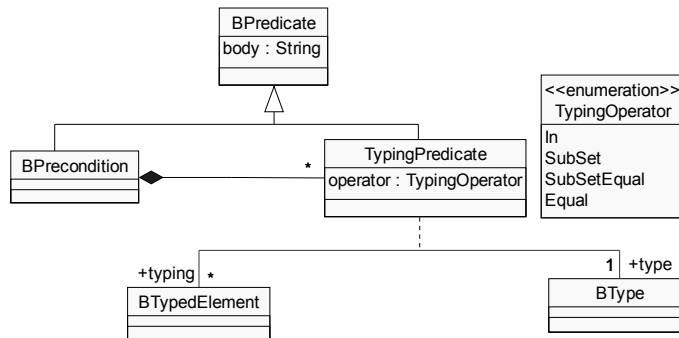 BPredicate
body : String
<<enumeration>>
TypingOperator
In
SubSet
SubSetEqual
Equal
BPrecondition
*
TypingPredicate
operator : TypingOperator
+typing
*
1
+type
BTypedElement
BType